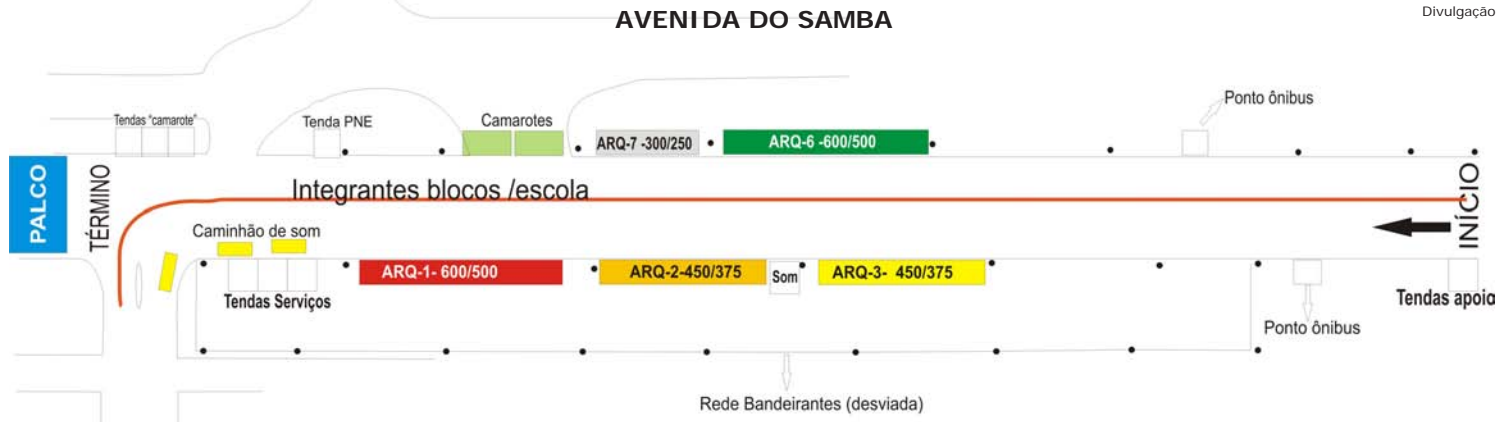 AVENIDA DO SAMBA
Divulgação
Ponto ônibus
Tendas "camarote"
Tenda PNE
Camarotes
ARQ-7 -300/250
ARQ-6 -600/500
PALCO
TÉRMINO
Integrantes blocos /escola
INÍCIO
Caminhão de som
ARQ-1- 600/500
ARQ-2-450/375
Som
ARQ-3- 450/375
Tendas Serviços
Tendas apoio
Ponto ônibus
Rede Bandeirantes (desviada)